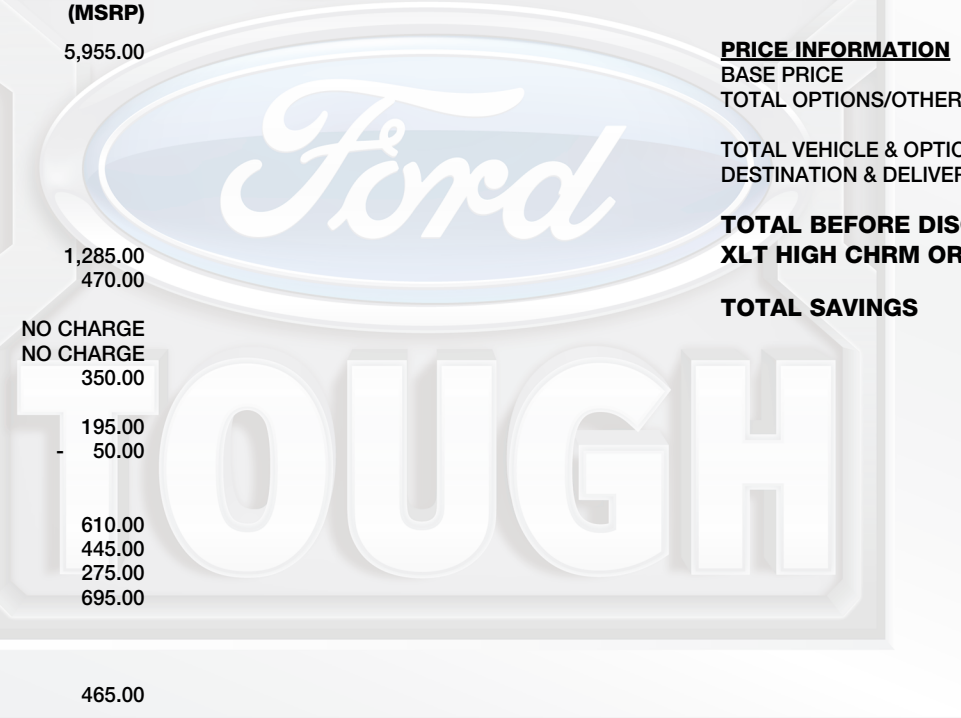 (MSRP)
5,955.00
1,285.00
470.00
NO CHARGE
NO CHARGE
350.00
195.00
- 50.00
610.00
445.00
275.00
695.00
465.00
Ford
TOUGH
PRICE INFORMATION
BASE PRICE
TOTAL OPTIONS/OTHER
TOTAL VEHICLE & OPTIO
DESTINATION & DELIVER
TOTAL BEFORE DIS
XLT HIGH CHRM OR
TOTAL SAVINGS